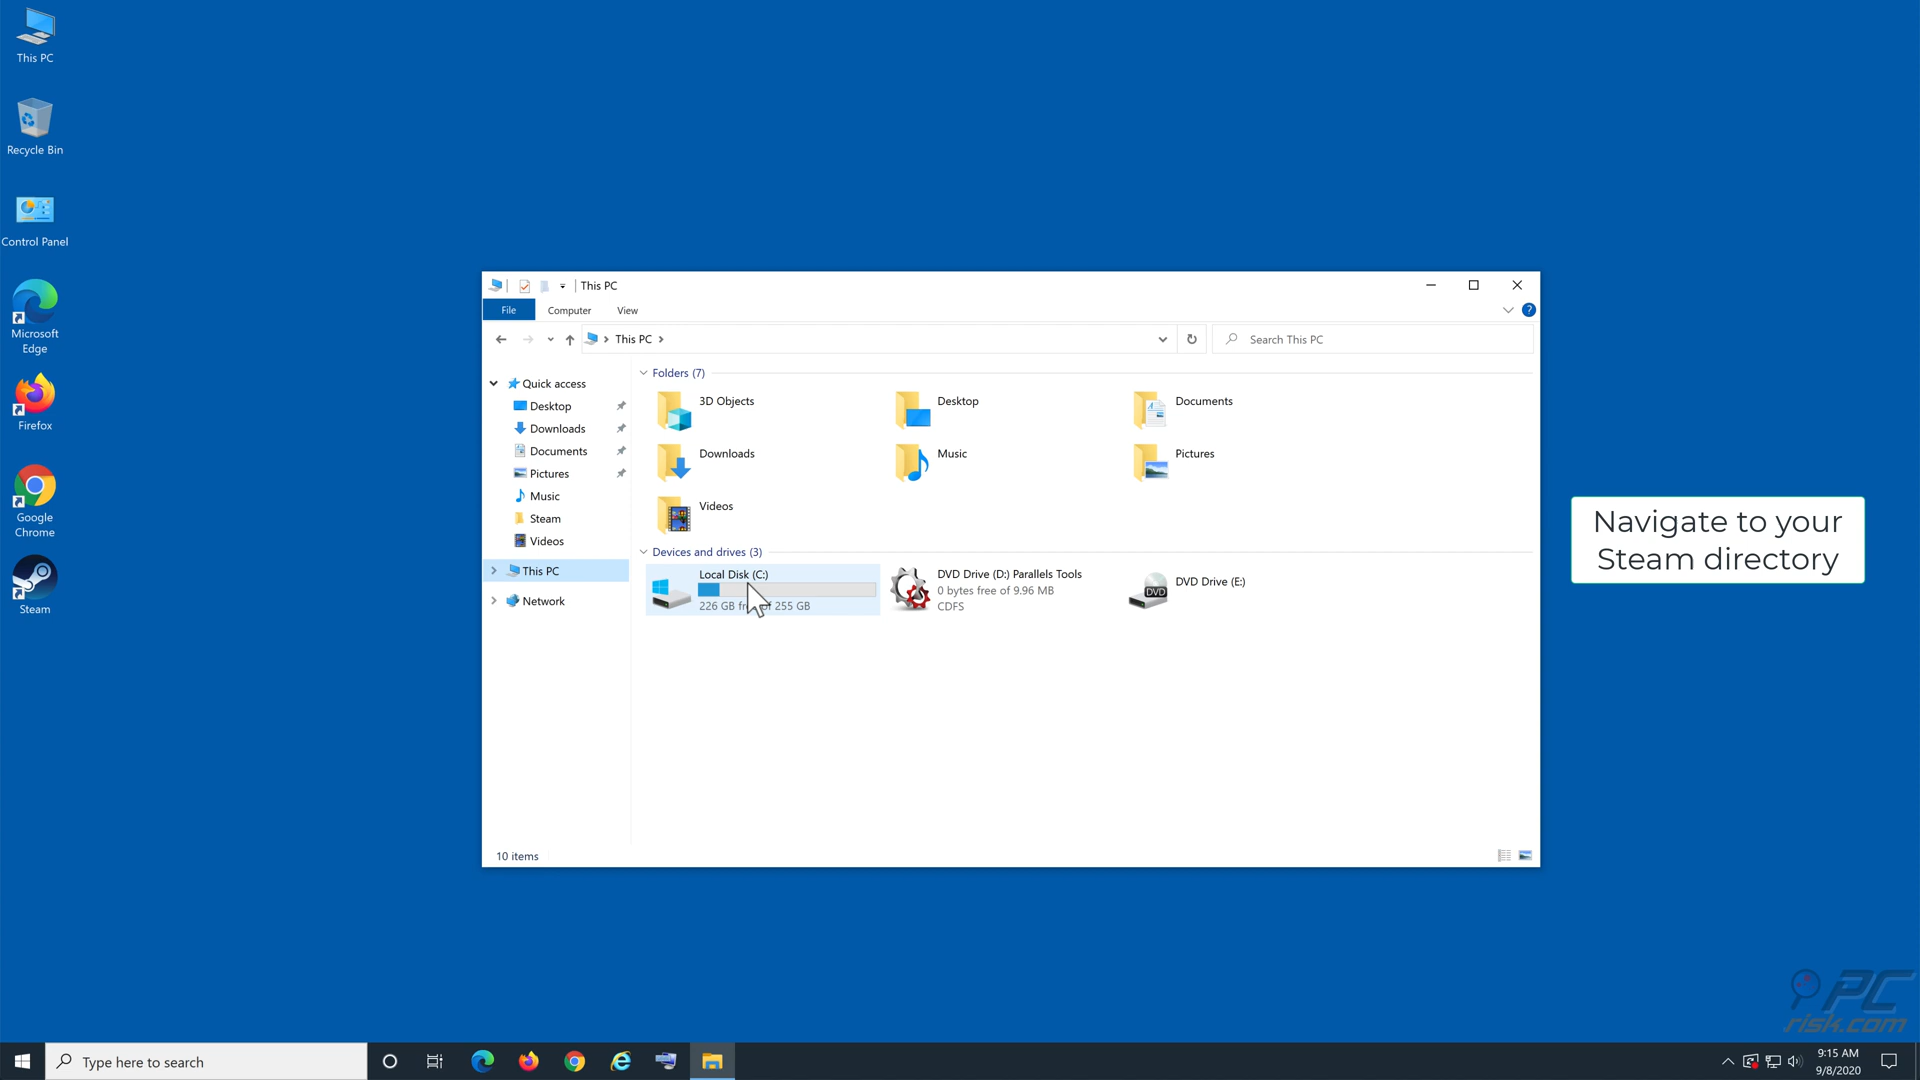 This PC
Recycle Bin
Control Panel
Microsoft
Edge
Firefox
Google
Chrome
Steam
This PC
File
Computer
View
This PC
Search This PC
Quick access
Desktop
Downloads
Documents
Pictures
Music
Steam
Videos
This PC
Network
Folders (7)
3D Objects
Desktop
Documents
Downloads
Music
Pictures
Videos
Devices and drives (3)
Local Disk (C:)
226 GB free of 255 GB
DVD Drive (D:) Parallels Tools
0 bytes free of 9.96 MB
CDFS
DVD
DVD Drive (E:)
10 items
Navigate to your
Steam directory
PC
risk.com
Type here to search
9:15 AM
9/8/2020